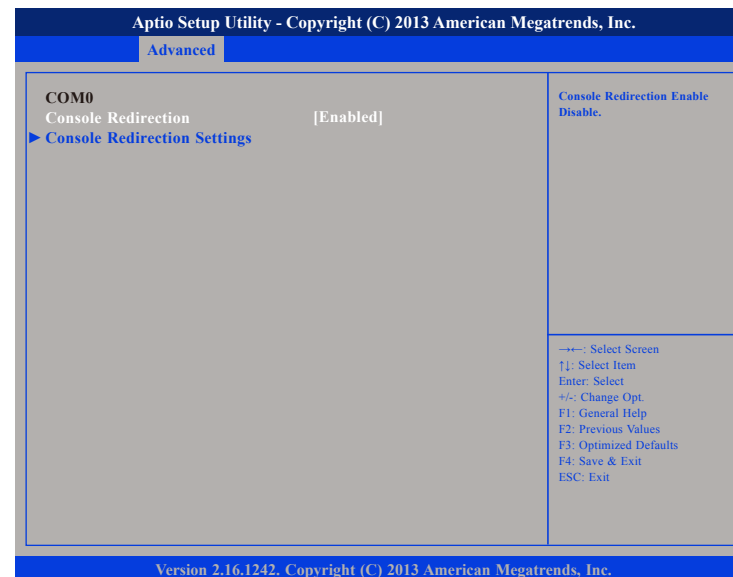 Aptio Setup Utility - Copyright (C) 2013 American Megatrends, Inc.
Advanced
COM0
Console Redirection [Enabled]
► Console Redirection Settings
Console Redirection Enable
Disable.
→←: Select Screen
↑↓: Select Item
Enter: Select
+/-: Change Opt.
F1: General Help
F2: Previous Values
F3: Optimized Defaults
F4: Save & Exit
ESC: Exit
Version 2.16.1242. Copyright (C) 2013 American Megatrends, Inc.